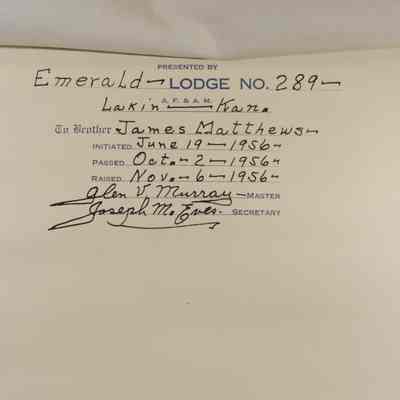 PRESENTED BY
Emerald — LODGE NO. 289 —
A. F. & A. M.
Lakin — Kan.
To Brother James Matthews —
INITIATED June 19 — 1956 —
PASSED Oct. — 2 — 1956 —
RAISED Nov. — 6 — 1956 —
Glen V Murray — MASTER
Joseph M. Eves. SECRETARY